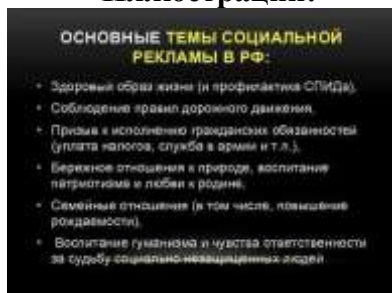 ОСНОВНЫЕ ТЕМЫ СОЦИАЛЬНОЙ
РЕКЛАМЫ В РФ:
Здоровый образ жизни (и профилактика СПИДа),
Соблюдение правил дорожного движения,
Призыв к исполнению гражданских обязанностей
(уплата налогов, служба в армии и т.п.),
Бережное отношения к природе, воспитание
патриотизма и любви к родине,
Семейные отношения (в том числе, повышение
рождаемости),
Воспитание гуманизма и чувства ответственности
за судьбу социально незащищенных людей